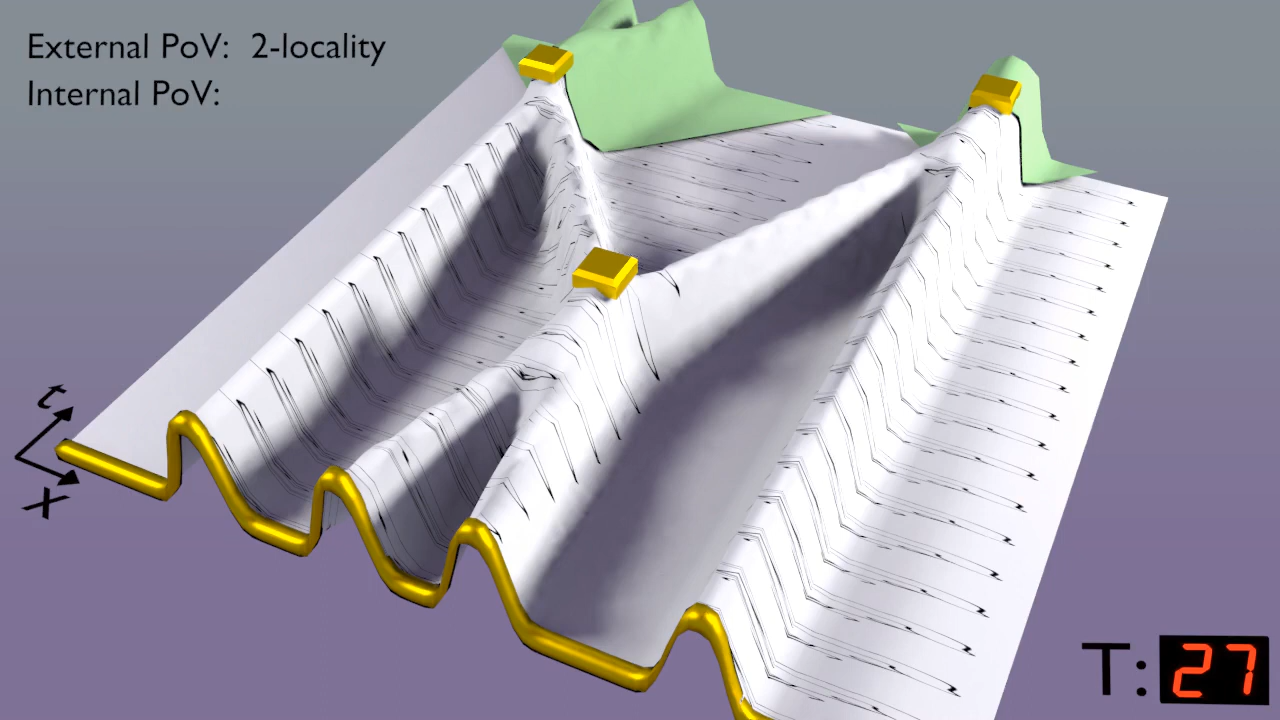 External PoV: 2-locality
Internal PoV:
t
x
T: 27